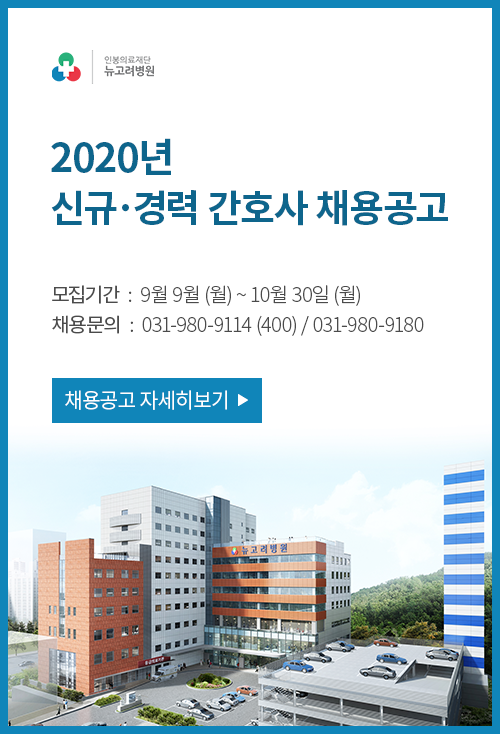 인봉의료재단
뉴고려병원
2020년
신규·경력 간호사 채용공고
모집기간 : 9월 9월 (월) ~ 10월 30일 (월)
채용문의 : 031-980-9114 (400) / 031-980-9180
채용공고 자세히보기 ▶
뉴고려병원